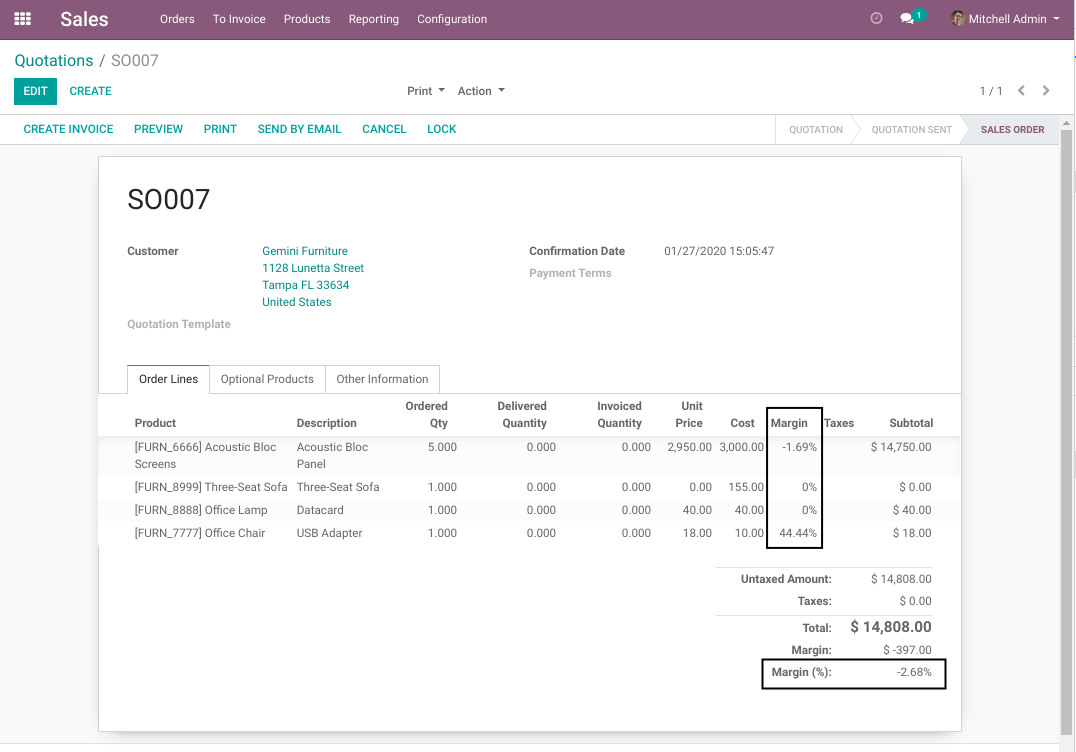 Sales Orders To Invoice Products Reporting Configuration 1 Mitchell Admin
Quotations / SO007
EDIT CREATE Print Action 1 / 1
CREATE INVOICE PREVIEW PRINT SEND BY EMAIL CANCEL LOCK QUOTATION QUOTATION SENT SALES ORDER
SO007
Customer Gemini Furniture Confirmation Date 01/27/2020 15:05:47
1128 Lunetta Street Payment Terms
Tampa FL 33634
United States
Quotation Template
Order Lines Optional Products Other Information
Ordered Delivered Invoiced Unit
Product Description Qty Quantity Quantity Price Cost Margin Taxes Subtotal
[FURN_6666] Acoustic Bloc Acoustic Bloc 5.000 0.000 0.000 2,950.00 3,000.00 -1.69% $ 14,750.00
Screens Panel
[FURN_8999] Three-Seat Sofa Three-Seat Sofa 1.000 0.000 0.000 0.00 155.00 0% $ 0.00
[FURN_8888] Office Lamp Datacard 1.000 0.000 0.000 40.00 40.00 0% $ 40.00
[FURN_7777] Office Chair USB Adapter 1.000 0.000 0.000 18.00 10.00 44.44% $ 18.00
Untaxed Amount: $ 14,808.00
Taxes: $ 0.00
Total: $ 14,808.00
Margin: $ -397.00
Margin (%): -2.68%